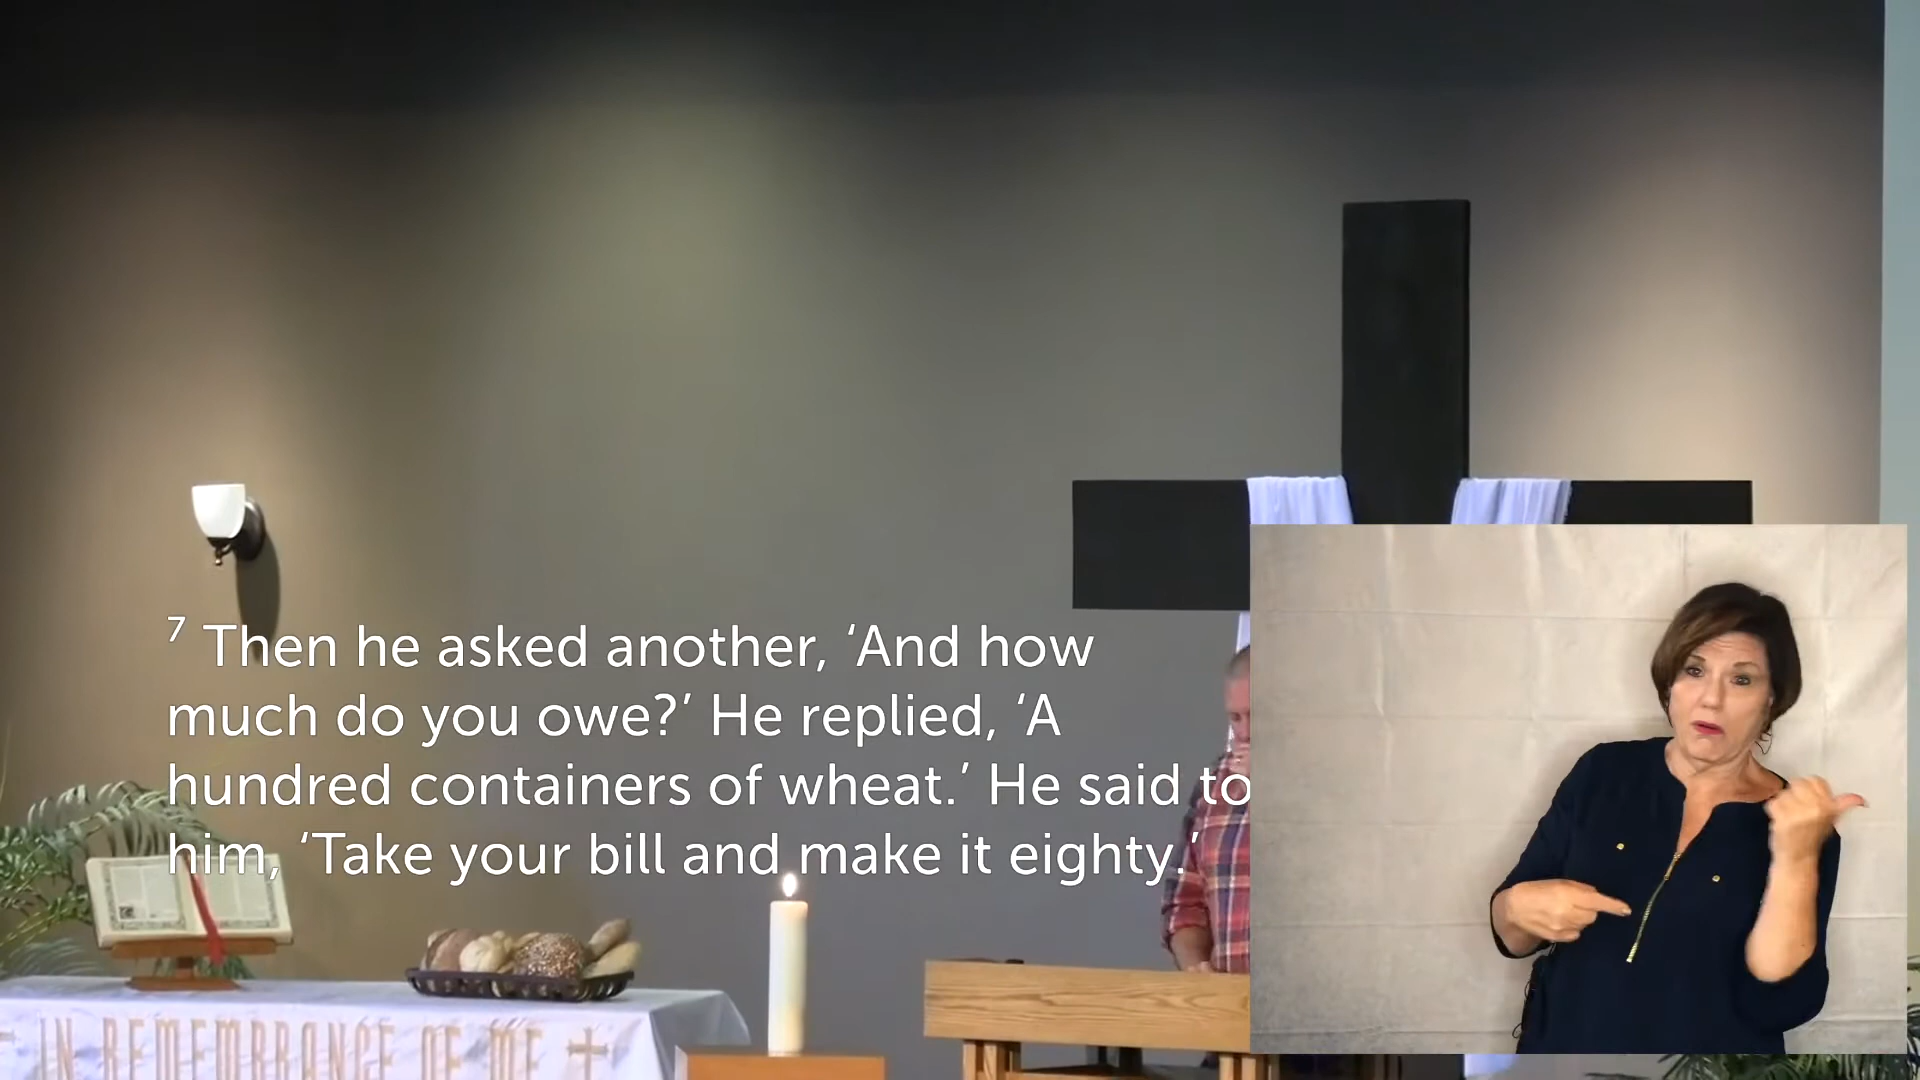 ⁷ Then he asked another, ‘And how
much do you owe?’ He replied, ‘A
hundred containers of wheat.’ He said to
him, ‘Take your bill and make it eighty.’
IN REMEMBRANCE OF ME